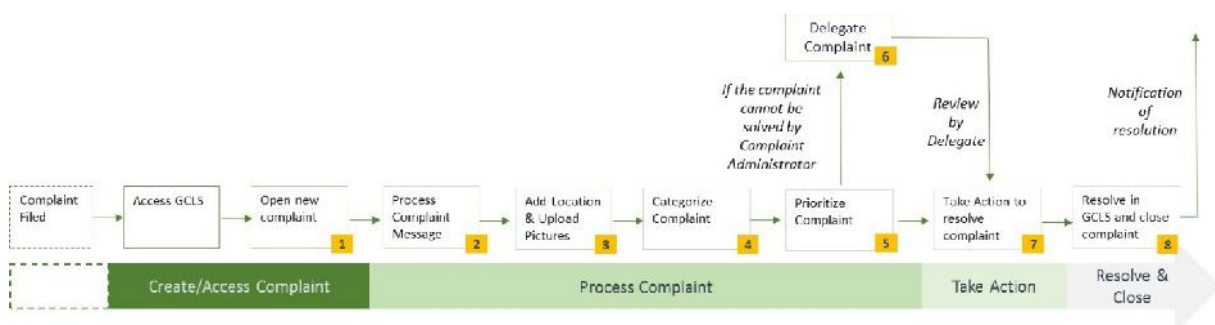 Delegate
Complaint
6
If the complaint
cannot be
solved by
Complaint
Administrator
Review
by
Delegate
Notification
of
resolution
Complaint
Filed
Access GCLS
Open new
complaint
1
Process
Complaint
Message
2
Add Location
& Upload
Pictures
3
Categorize
Complaint
4
Prioritize
Complaint
5
Take Action to
resolve
complaint
7
Resolve in
GCLS and close
complaint
8
Create/Access Complaint
Process Complaint
Take Action
Resolve &
Close